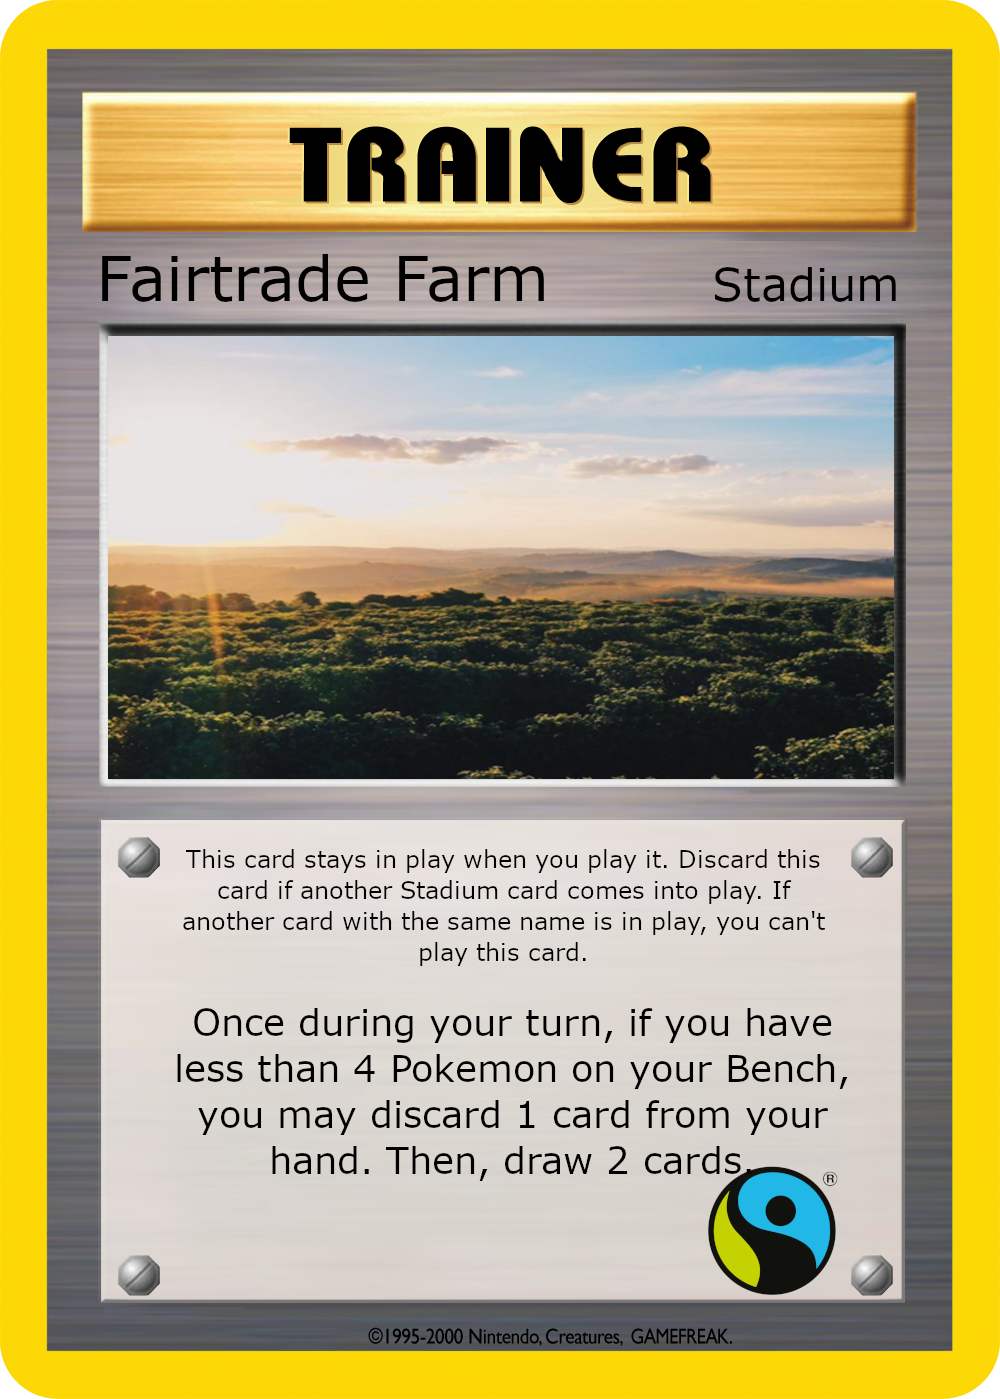 TRAINER
Fairtrade Farm Stadium
This card stays in play when you play it. Discard this
card if another Stadium card comes into play. If
another card with the same name is in play, you can't
play this card.
Once during your turn, if you have
less than 4 Pokemon on your Bench,
you may discard 1 card from your
hand. Then, draw 2 cards.
®
©1995-2000 Nintendo, Creatures, GAMEFREAK.